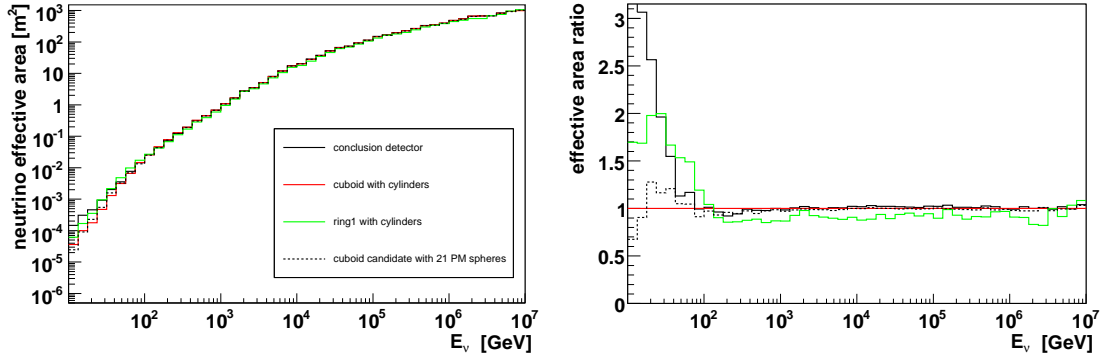 neutrino effective area [m²]
10³
10²
10
1
10⁻¹
10⁻²
10⁻³
10⁻⁴
10⁻⁵
10⁻⁶
conclusion detector
cuboid with cylinders
ring1 with cylinders
cuboid candidate with 21 PM spheres
10² 10³ 10⁴ 10⁵ 10⁶ 10⁷
Eν [GeV]
effective area ratio
3
2.5
2
1.5
1
0.5
0
10² 10³ 10⁴ 10⁵ 10⁶ 10⁷
Eν [GeV]